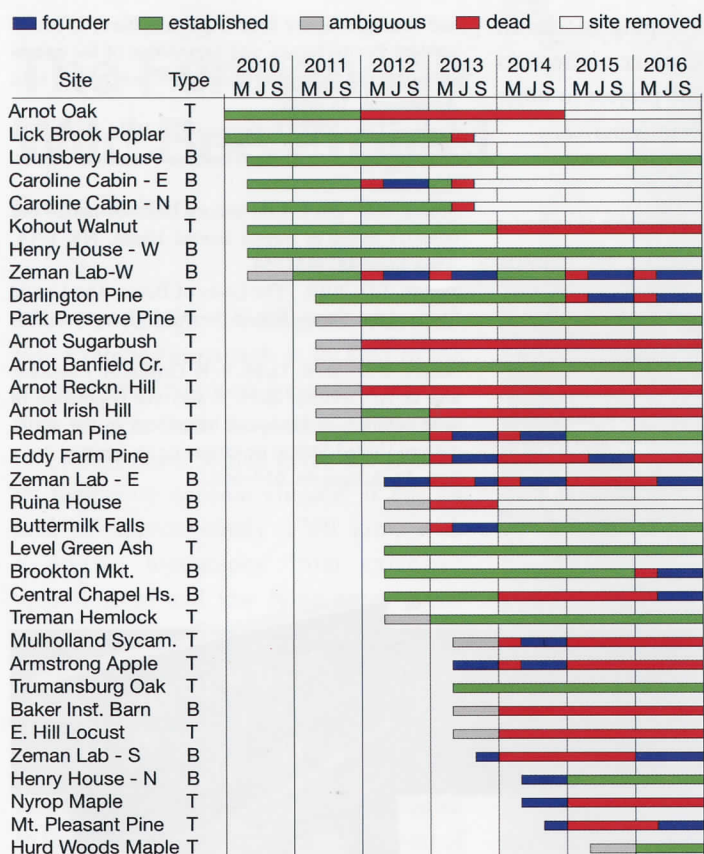 founder established ambiguous dead site removed
2010 2011 2012 2013 2014 2015 2016
Site Type M J S M J S M J S M J S M J S M J S M J S
Arnot Oak T
Lick Brook Poplar T
Lounsbery House B
Caroline Cabin - E B
Caroline Cabin - N B
Kohout Walnut T
Henry House - W B
Zeman Lab-W B
Darlington Pine T
Park Preserve Pine T
Arnot Sugarbush T
Arnot Banfield Cr. T
Arnot Reckn. Hill T
Arnot Irish Hill T
Redman Pine T
Eddy Farm Pine T
Zeman Lab - E B
Ruina House B
Buttermilk Falls B
Level Green Ash T
Brookton Mkt. B
Central Chapel Hs. B
Treman Hemlock T
Mulholland Sycam. T
Armstrong Apple T
Trumansburg Oak T
Baker Inst. Barn B
E. Hill Locust T
Zeman Lab - S B
Henry House - N B
Nyrop Maple T
Mt. Pleasant Pine T
Hurd Woods Maple T